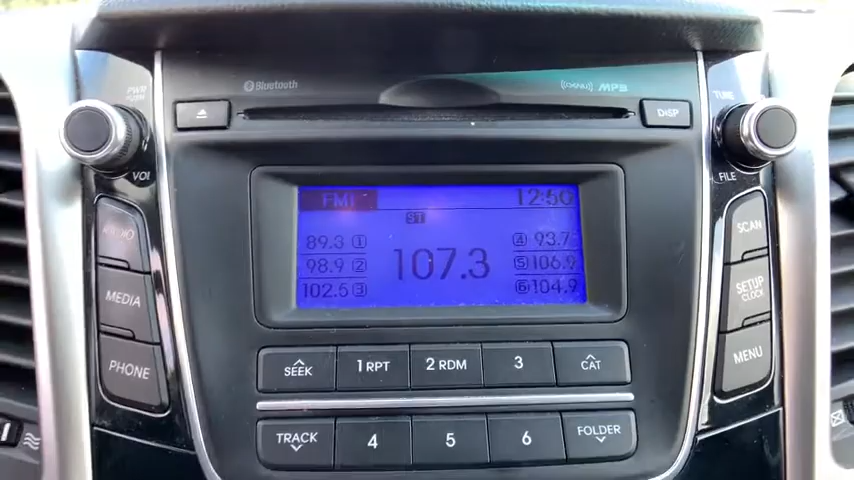 PWR PUSH
Bluetooth
(XM) MP3
TUNE
DISP
VOL
FILE
FM1 12:50
ST
89.3 1
98.9 2
102.5 3
107.3
4 93.7
5 106.9
6 104.9
RADIO
MEDIA
PHONE
SCAN
SETUP
CLOCK
MENU
SEEK 1 RPT 2 RDM 3 CAT
TRACK 4 5 6 FOLDER